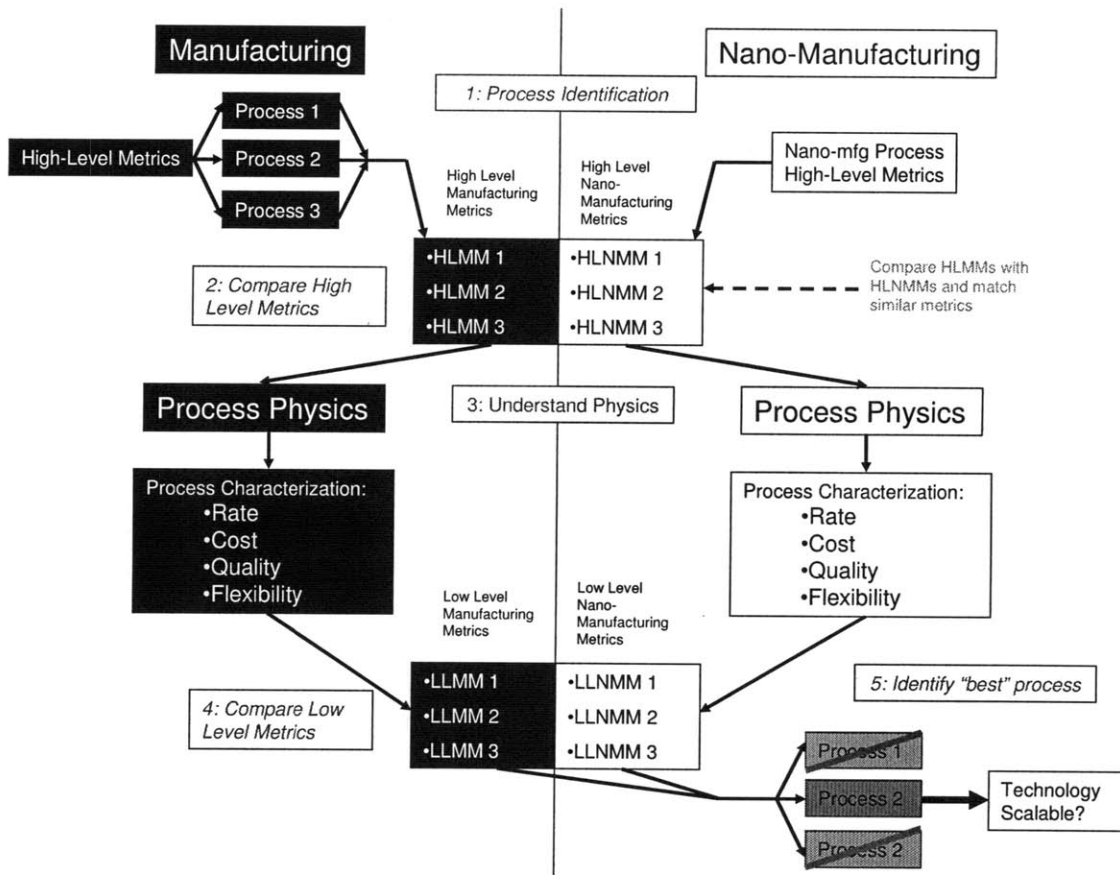 Manufacturing
Nano-Manufacturing
1: Process Identification
Process 1
High-Level Metrics
Process 2
Process 3
High Level
Manufacturing
Metrics
High Level
Nano-
Manufacturing
Metrics
Nano-mfg Process
High-Level Metrics
•HLMM 1
•HLMM 2
•HLMM 3
•HLNMM 1
•HLNMM 2
•HLNMM 3
2: Compare High
Level Metrics
Compare HLMMs with
HLNMMs and match
similar metrics
Process Physics
3: Understand Physics
Process Physics
Process Characterization:
•Rate
•Cost
•Quality
•Flexibility
Process Characterization:
•Rate
•Cost
•Quality
•Flexibility
Low Level
Manufacturing
Metrics
Low Level
Nano-
Manufacturing
Metrics
•LLMM 1
•LLMM 2
•LLMM 3
•LLNMM 1
•LLNMM 2
•LLNMM 3
4: Compare Low
Level Metrics
5: Identify “best” process
Process 1
Process 2
Process 2
Technology
Scalable?